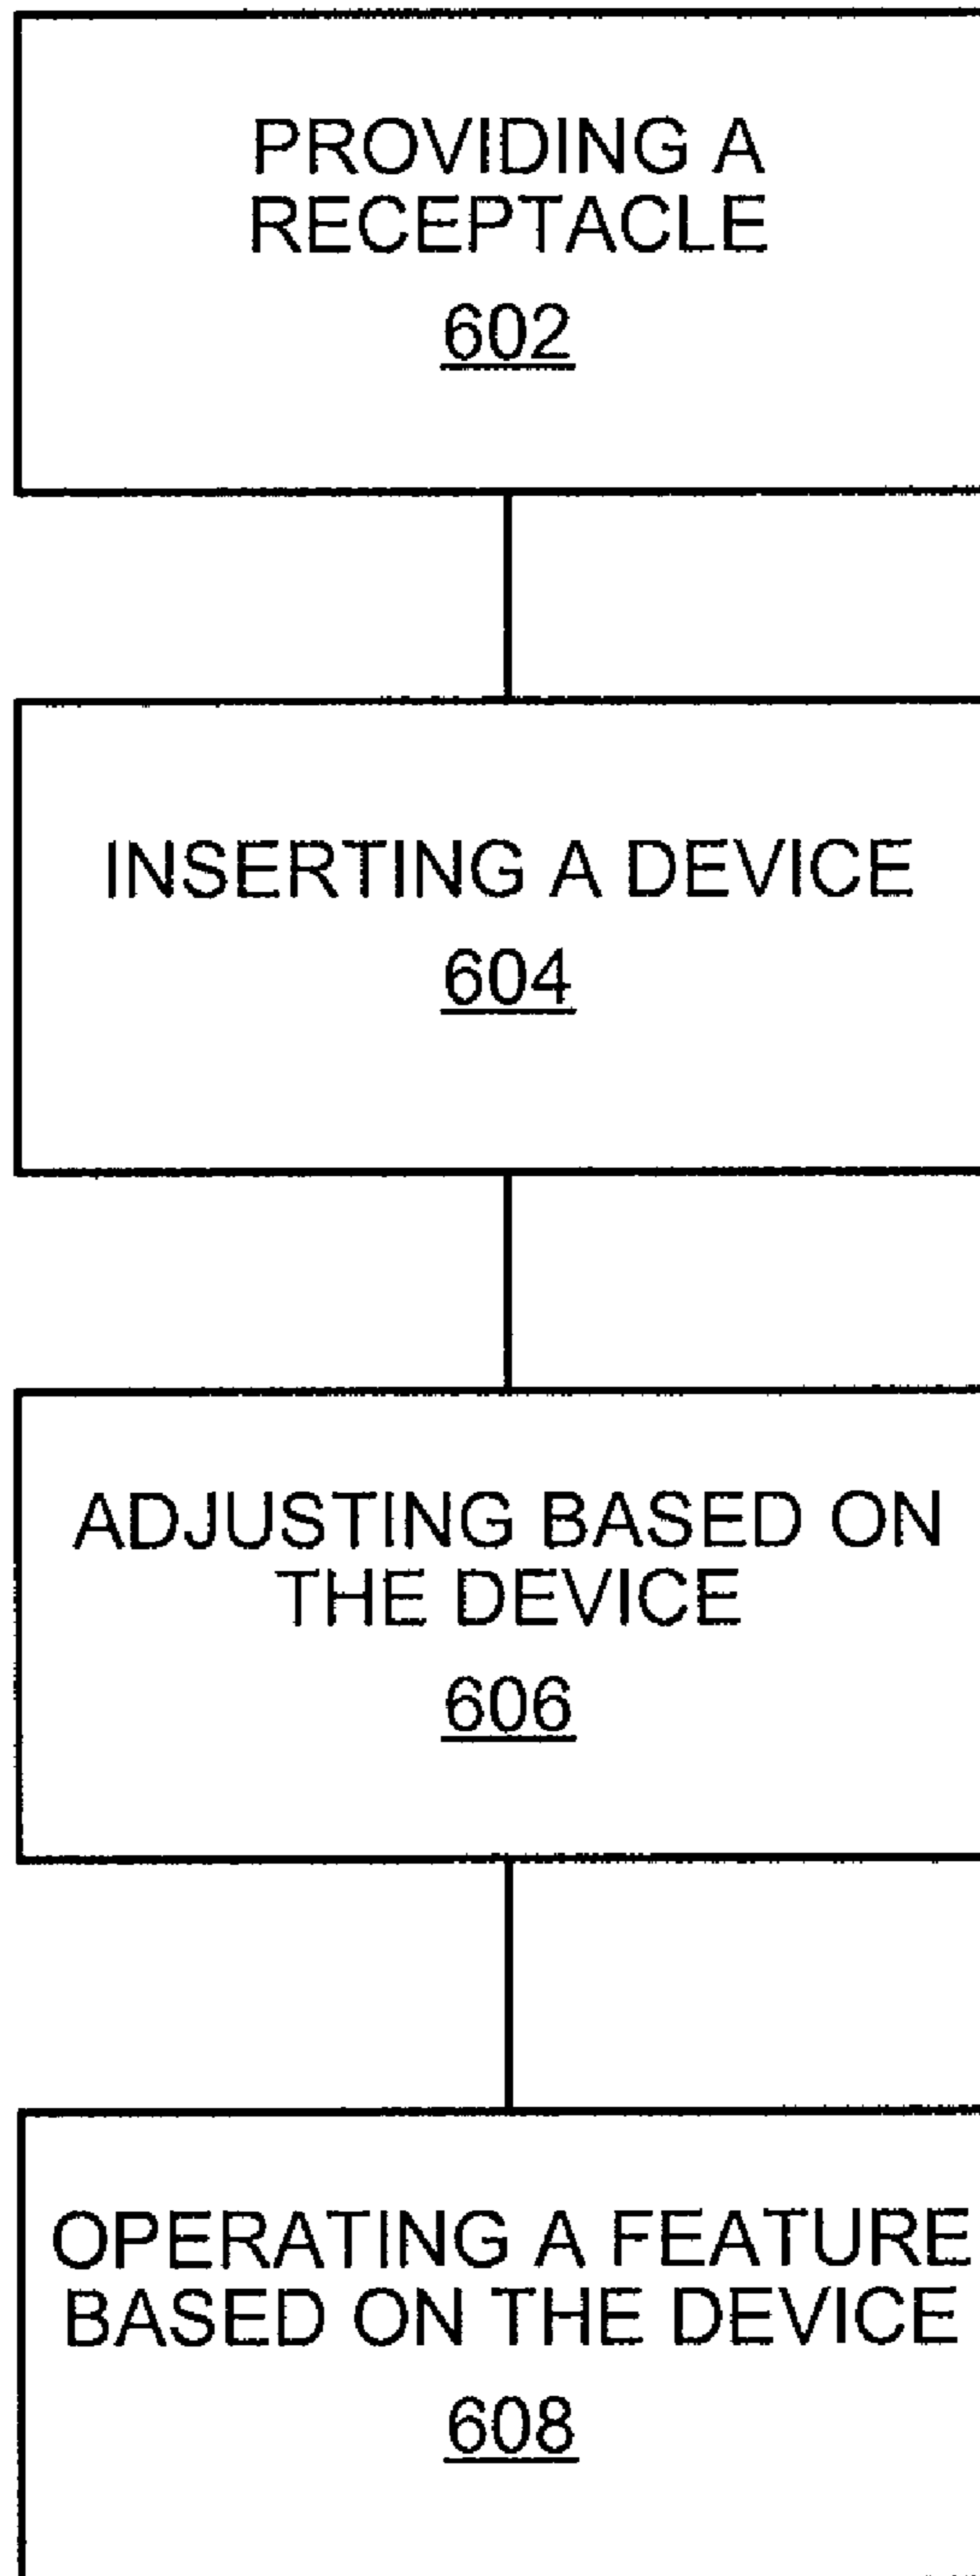 PROVIDING A
RECEPTACLE
602
INSERTING A DEVICE
604
ADJUSTING BASED ON
THE DEVICE
606
OPERATING A FEATURE
BASED ON THE DEVICE
608